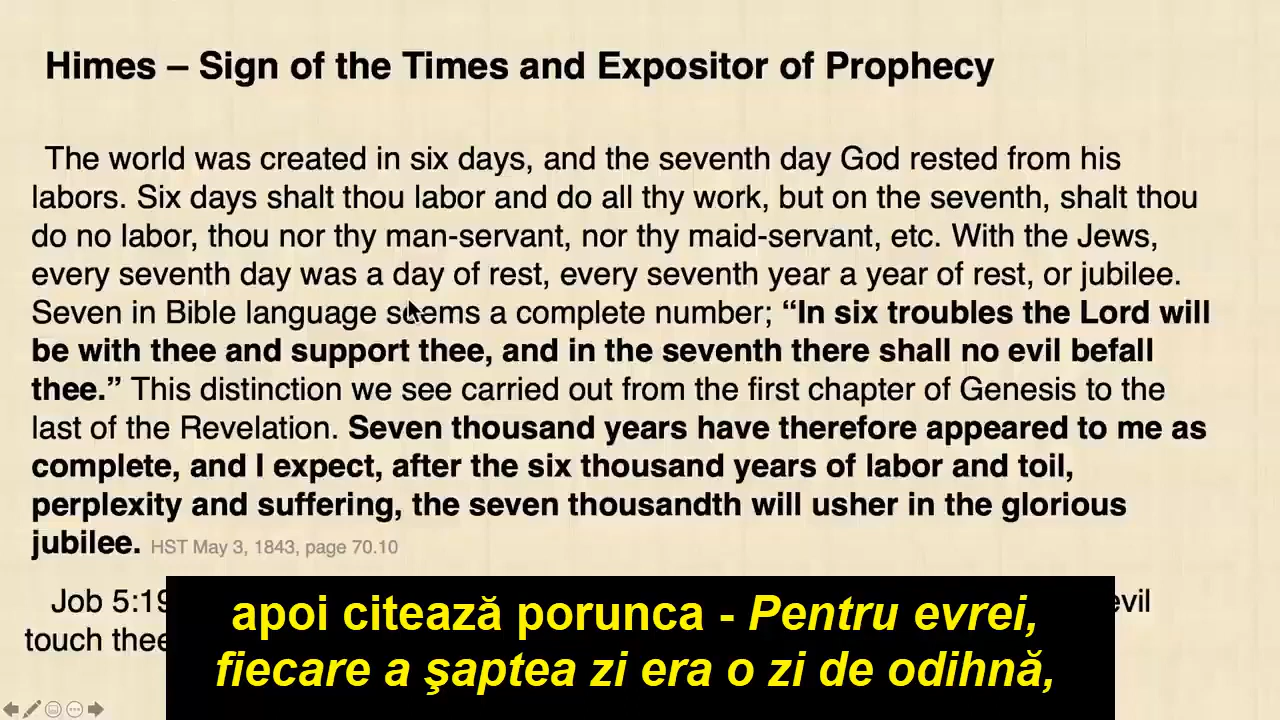 Himes – Sign of the Times and Expositor of Prophecy
The world was created in six days, and the seventh day God rested from his
labors. Six days shalt thou labor and do all thy work, but on the seventh, shalt thou
do no labor, thou nor thy man-servant, nor thy maid-servant, etc. With the Jews,
every seventh day was a day of rest, every seventh year a year of rest, or jubilee.
Seven in Bible language seems a complete number; “In six troubles the Lord will
be with thee and support thee, and in the seventh there shall no evil befall
thee.” This distinction we see carried out from the first chapter of Genesis to the
last of the Revelation. Seven thousand years have therefore appeared to me as
complete, and I expect, after the six thousand years of labor and toil,
perplexity and suffering, the seven thousandth will usher in the glorious
jubilee. HST May 3, 1843, page 70.10
Job 5:19 evil
touch thee
apoi citează porunca - Pentru evrei,
fiecare a şaptea zi era o zi de odihnă,